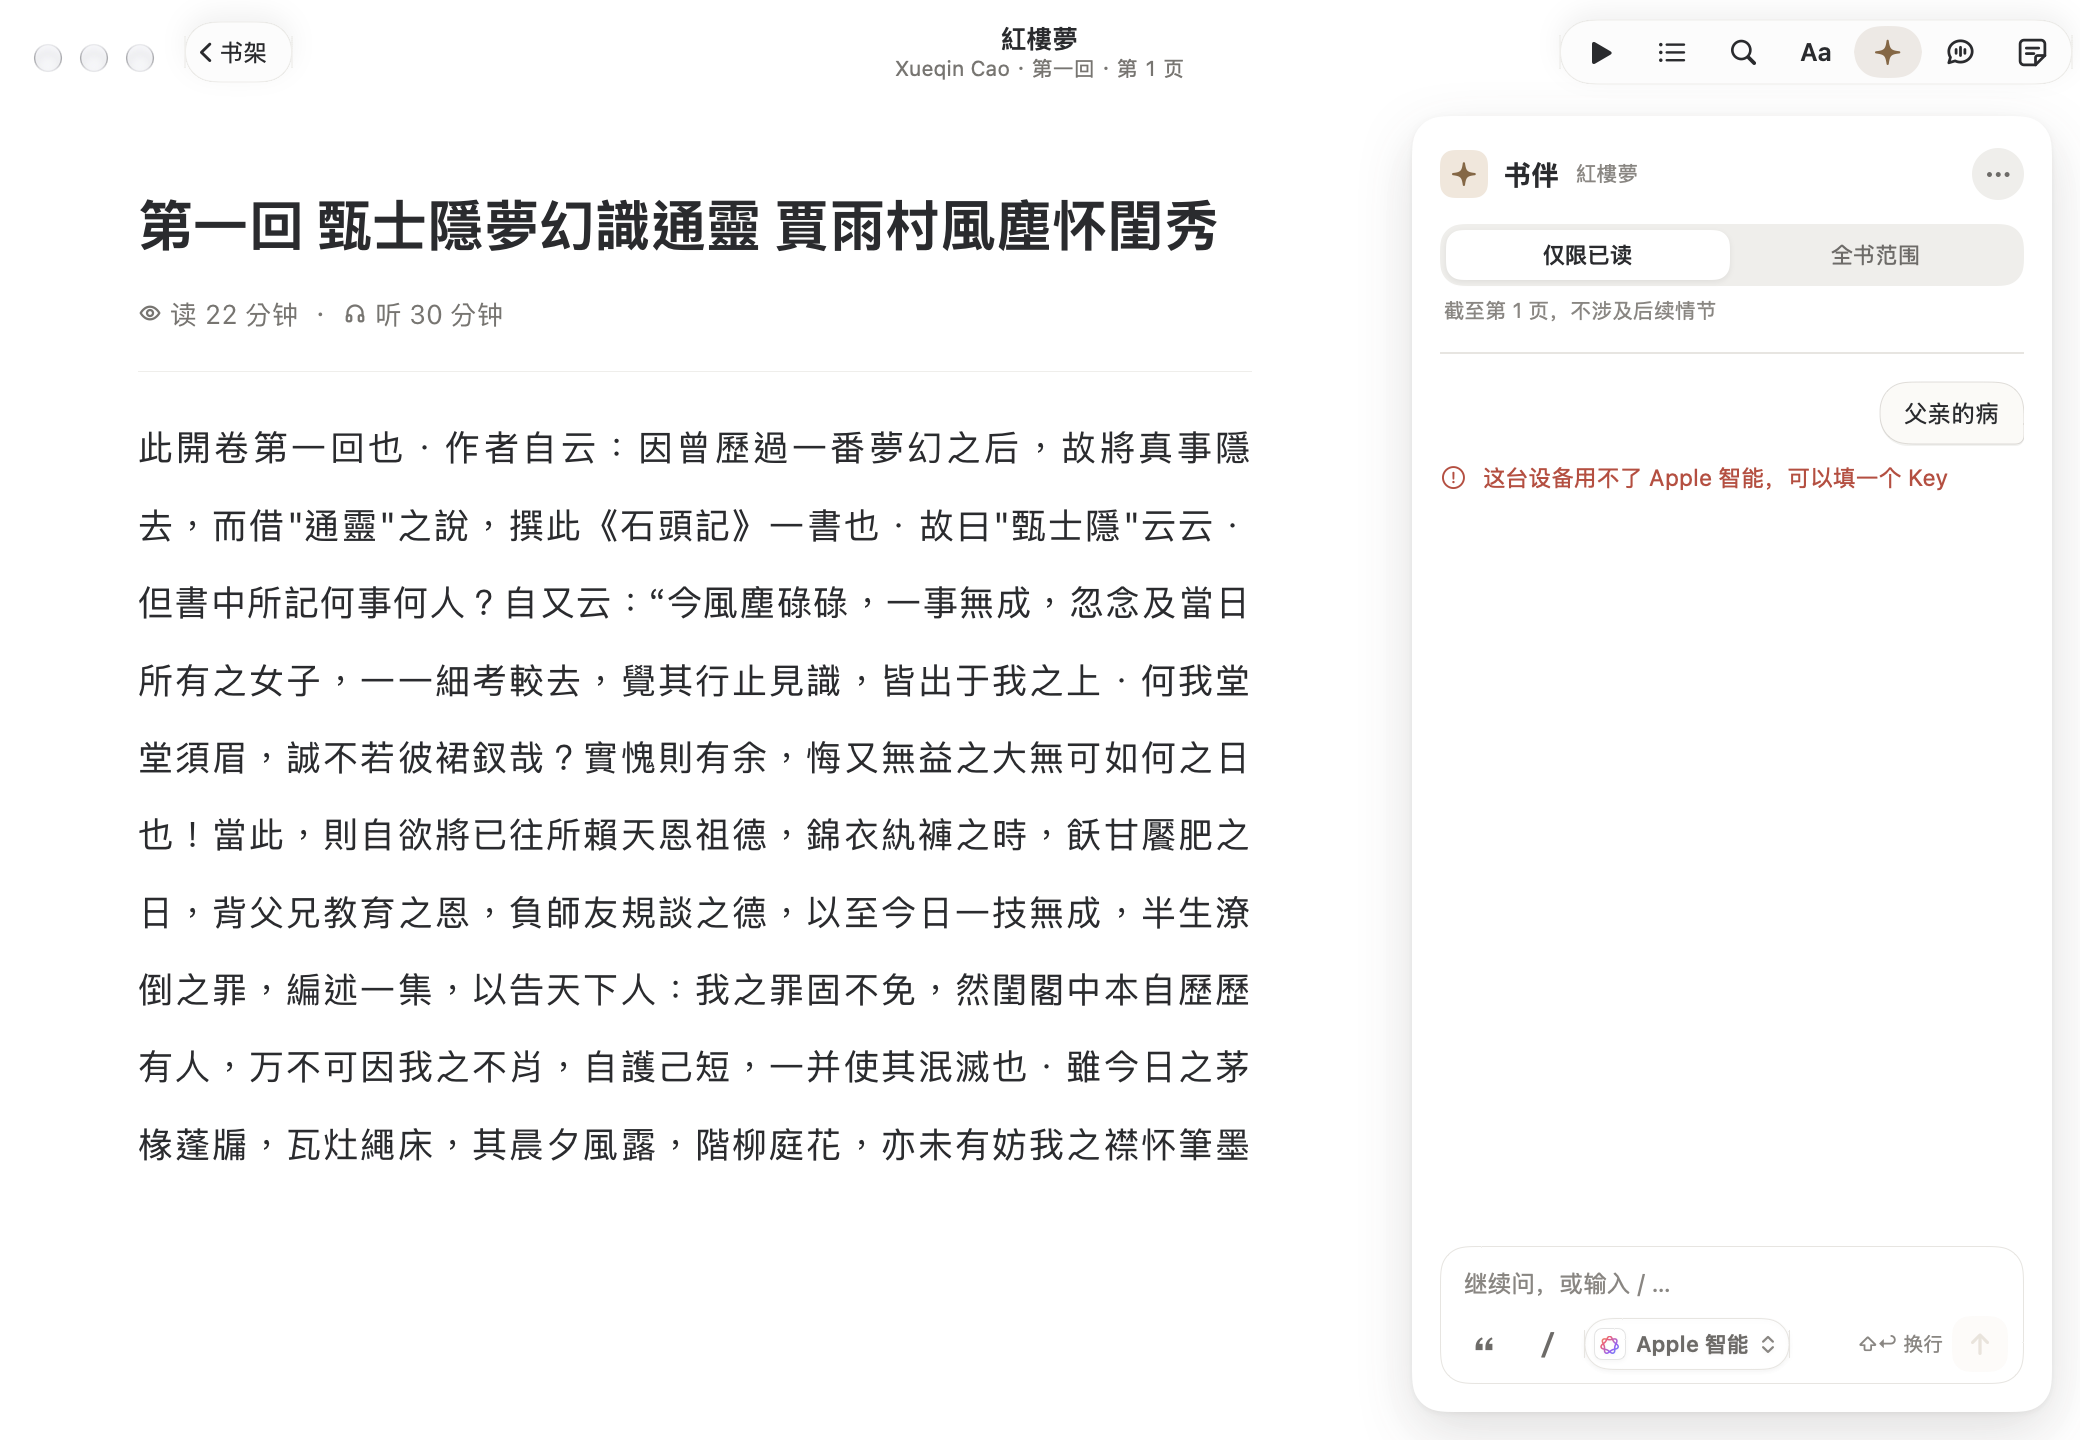 书架
紅樓夢
Xueqin Cao · 第一回 · 第 1 页
Aa
第一回 甄士隱夢幻識通靈 賈雨村風塵怀閨秀
读 22 分钟 · 听 30 分钟
此開卷第一回也．作者自云：因曾歷過一番夢幻之后，故將真事隱
去，而借"通靈"之說，撰此《石頭記》一書也．故曰"甄士隱"云云．
但書中所記何事何人？自又云：“今風塵碌碌，一事無成，忽念及當日
所有之女子，一一細考較去，覺其行止見識，皆出于我之上．何我堂
堂須眉，誠不若彼裙釵哉？實愧則有余，悔又無益之大無可如何之日
也！當此，則自欲將已往所賴天恩祖德，錦衣紈褲之時，飫甘饜肥之
日，背父兄教育之恩，負師友規談之德，以至今日一技無成，半生潦
倒之罪，編述一集，以告天下人：我之罪固不免，然閨閣中本自歷歷
有人，万不可因我之不肖，自護己短，一并使其泯滅也．雖今日之茅
椽蓬牖，瓦灶繩床，其晨夕風露，階柳庭花，亦未有妨我之襟怀筆墨
书伴 紅樓夢
仅限已读 全书范围
截至第 1 页，不涉及后续情节
父亲的病
这台设备用不了 Apple 智能，可以填一个 Key
继续问，或输入 / ...
“ / Apple 智能 换行